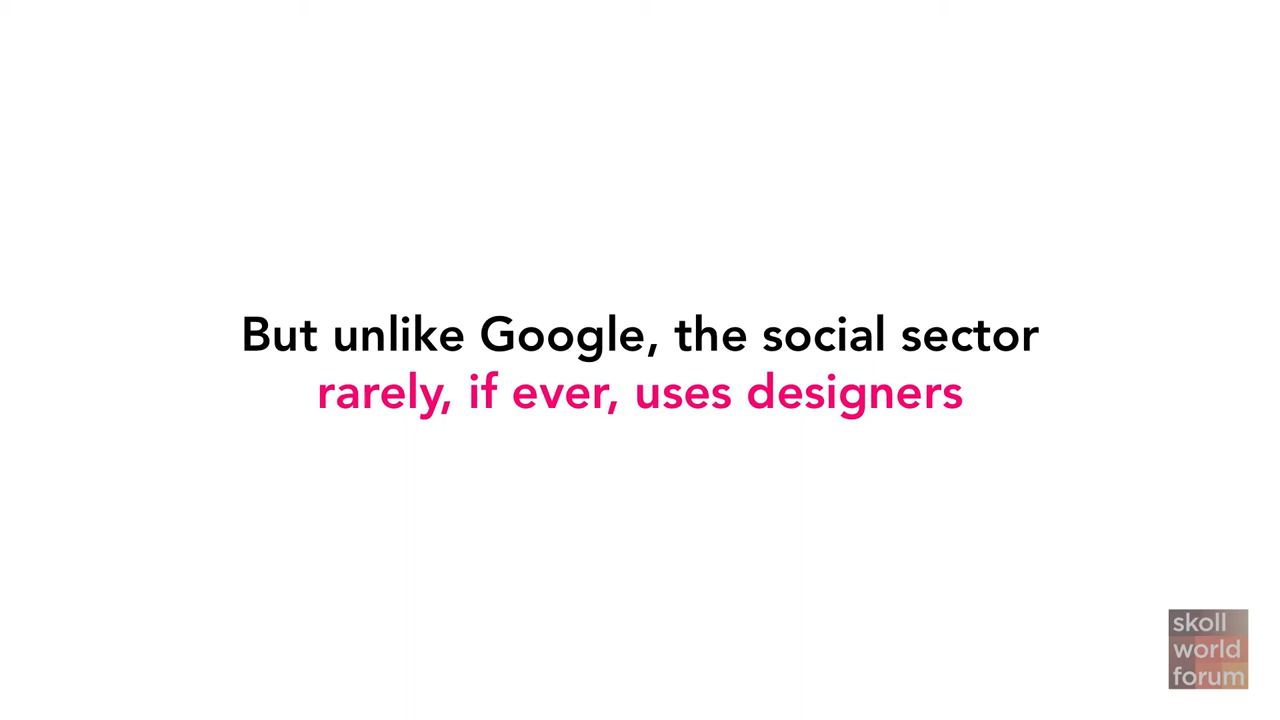 But unlike Google, the social sector
rarely, if ever, uses designers
skoll
world
forum